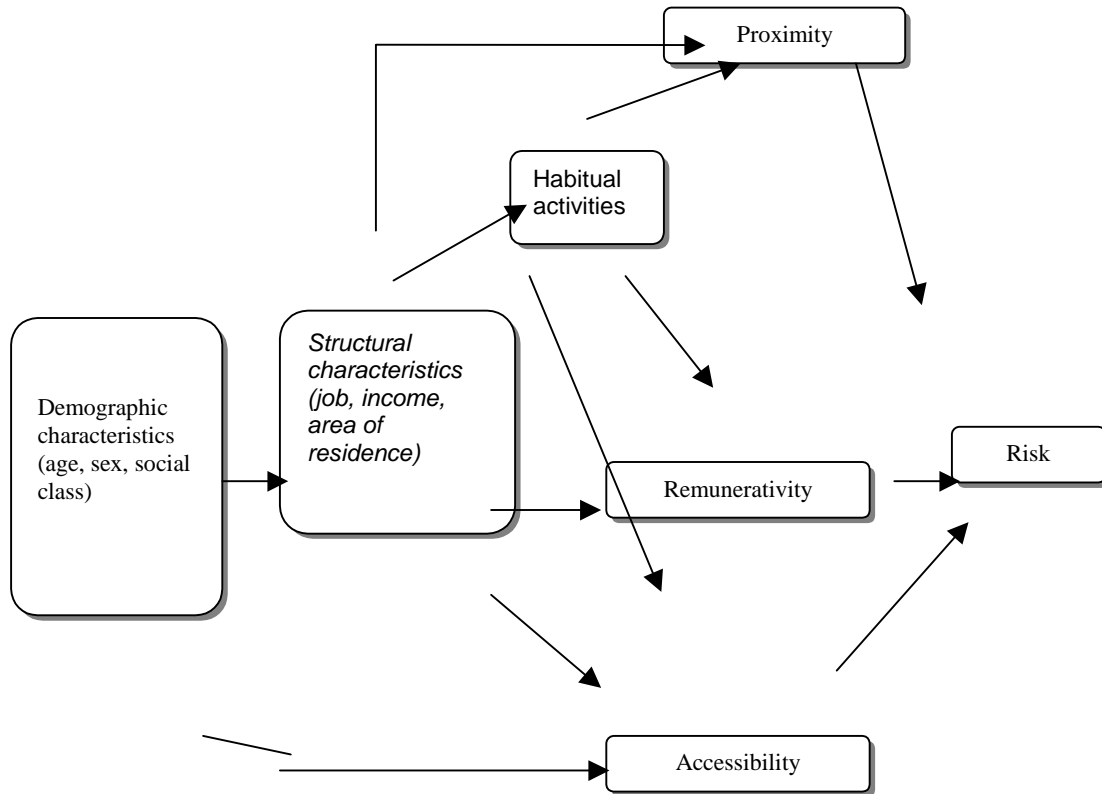 Proximity
Habitual
activities
Structural
characteristics
(job, income,
area of
residence)
Demographic
characteristics
(age, sex, social
class)
Risk
Remunerativity
Accessibility